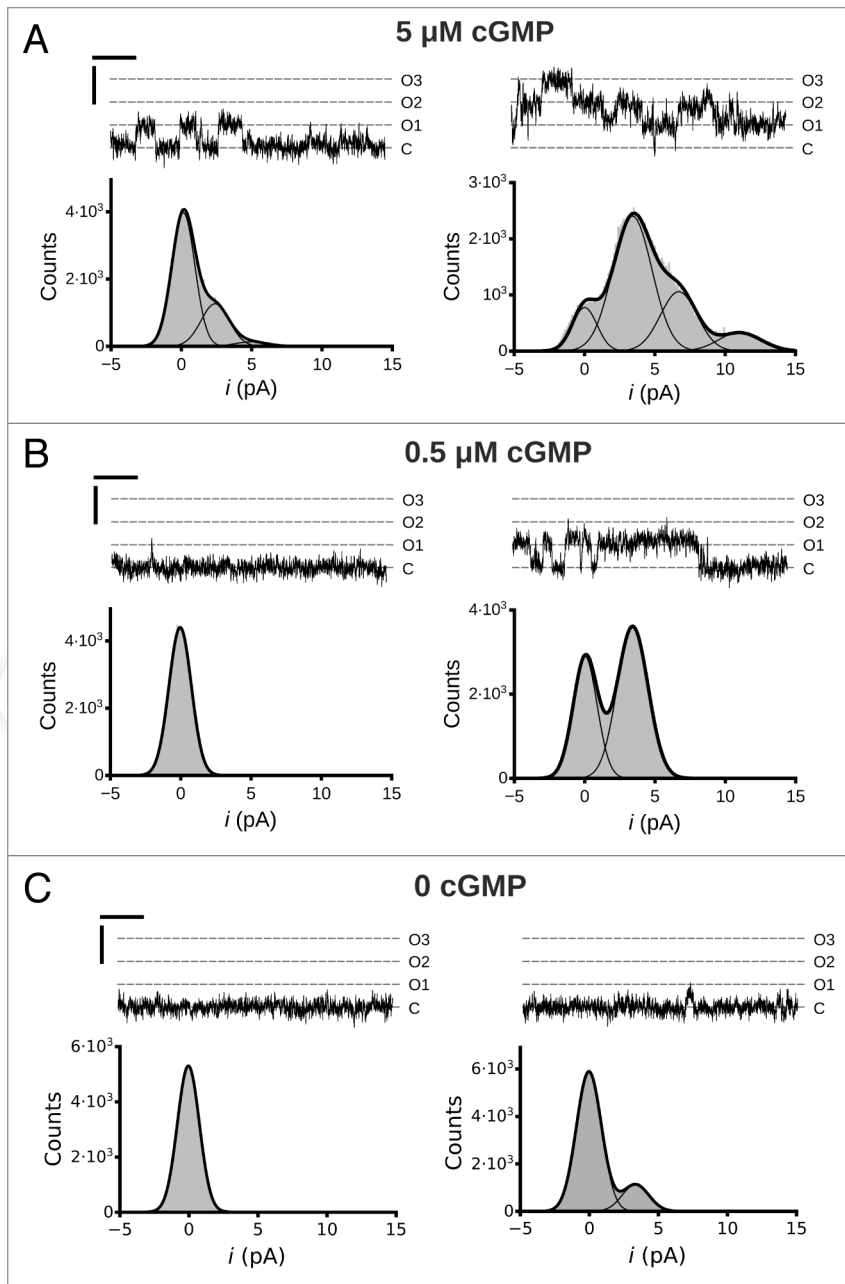 A
5 µM cGMP
O3
O2
O1
C
O3
O2
O1
C
Counts
4·10³
2·10³
0
−5 0 5 10 15
i (pA)
Counts
3·10³
2·10³
10³
0
−5 0 5 10 15
i (pA)
B
0.5 µM cGMP
O3
O2
O1
C
O3
O2
O1
C
Counts
4·10³
2·10³
0
−5 0 5 10 15
i (pA)
Counts
4·10³
2·10³
0
−5 0 5 10 15
i (pA)
C
0 cGMP
O3
O2
O1
C
O3
O2
O1
C
Counts
6·10³
4·10³
2·10³
0
−5 0 5 10 15
i (pA)
Counts
6·10³
4·10³
2·10³
0
−5 0 5 10 15
i (pA)